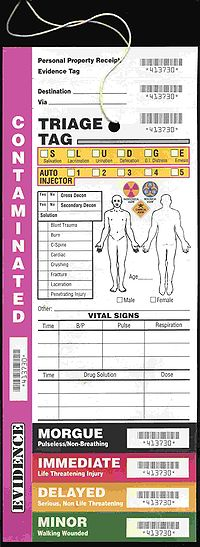 Personal Property Receipt
Evidence Tag
*413730*
Destination
Via
*413730*
TRIAGE
TAG
*413730*
S L U D G E
Salivation Lacrimation Urination Defecation G.I. Distress Emesis
AUTO
INJECTOR 1 2 3 4 5
Yes No Gross Decon
Yes No Secondary Decon
Solution
Blunt Trauma
Burn
C-Spine
Cardiac
Crushing
Fracture
Laceration
Penetrating Injury
Age
Male Female
Other:
VITAL SIGNS
Time B/P Pulse Respiration
Time Drug Solution Dose
MORGUE
Pulseless/Non-Breathing
*413730*
IMMEDIATE
Life Threatening Injury
*413730*
DELAYED
Serious, Non Life Threatening
*413730*
MINOR
Walking Wounded
*413730*
CONTAMINATED
*413730*
EVIDENCE